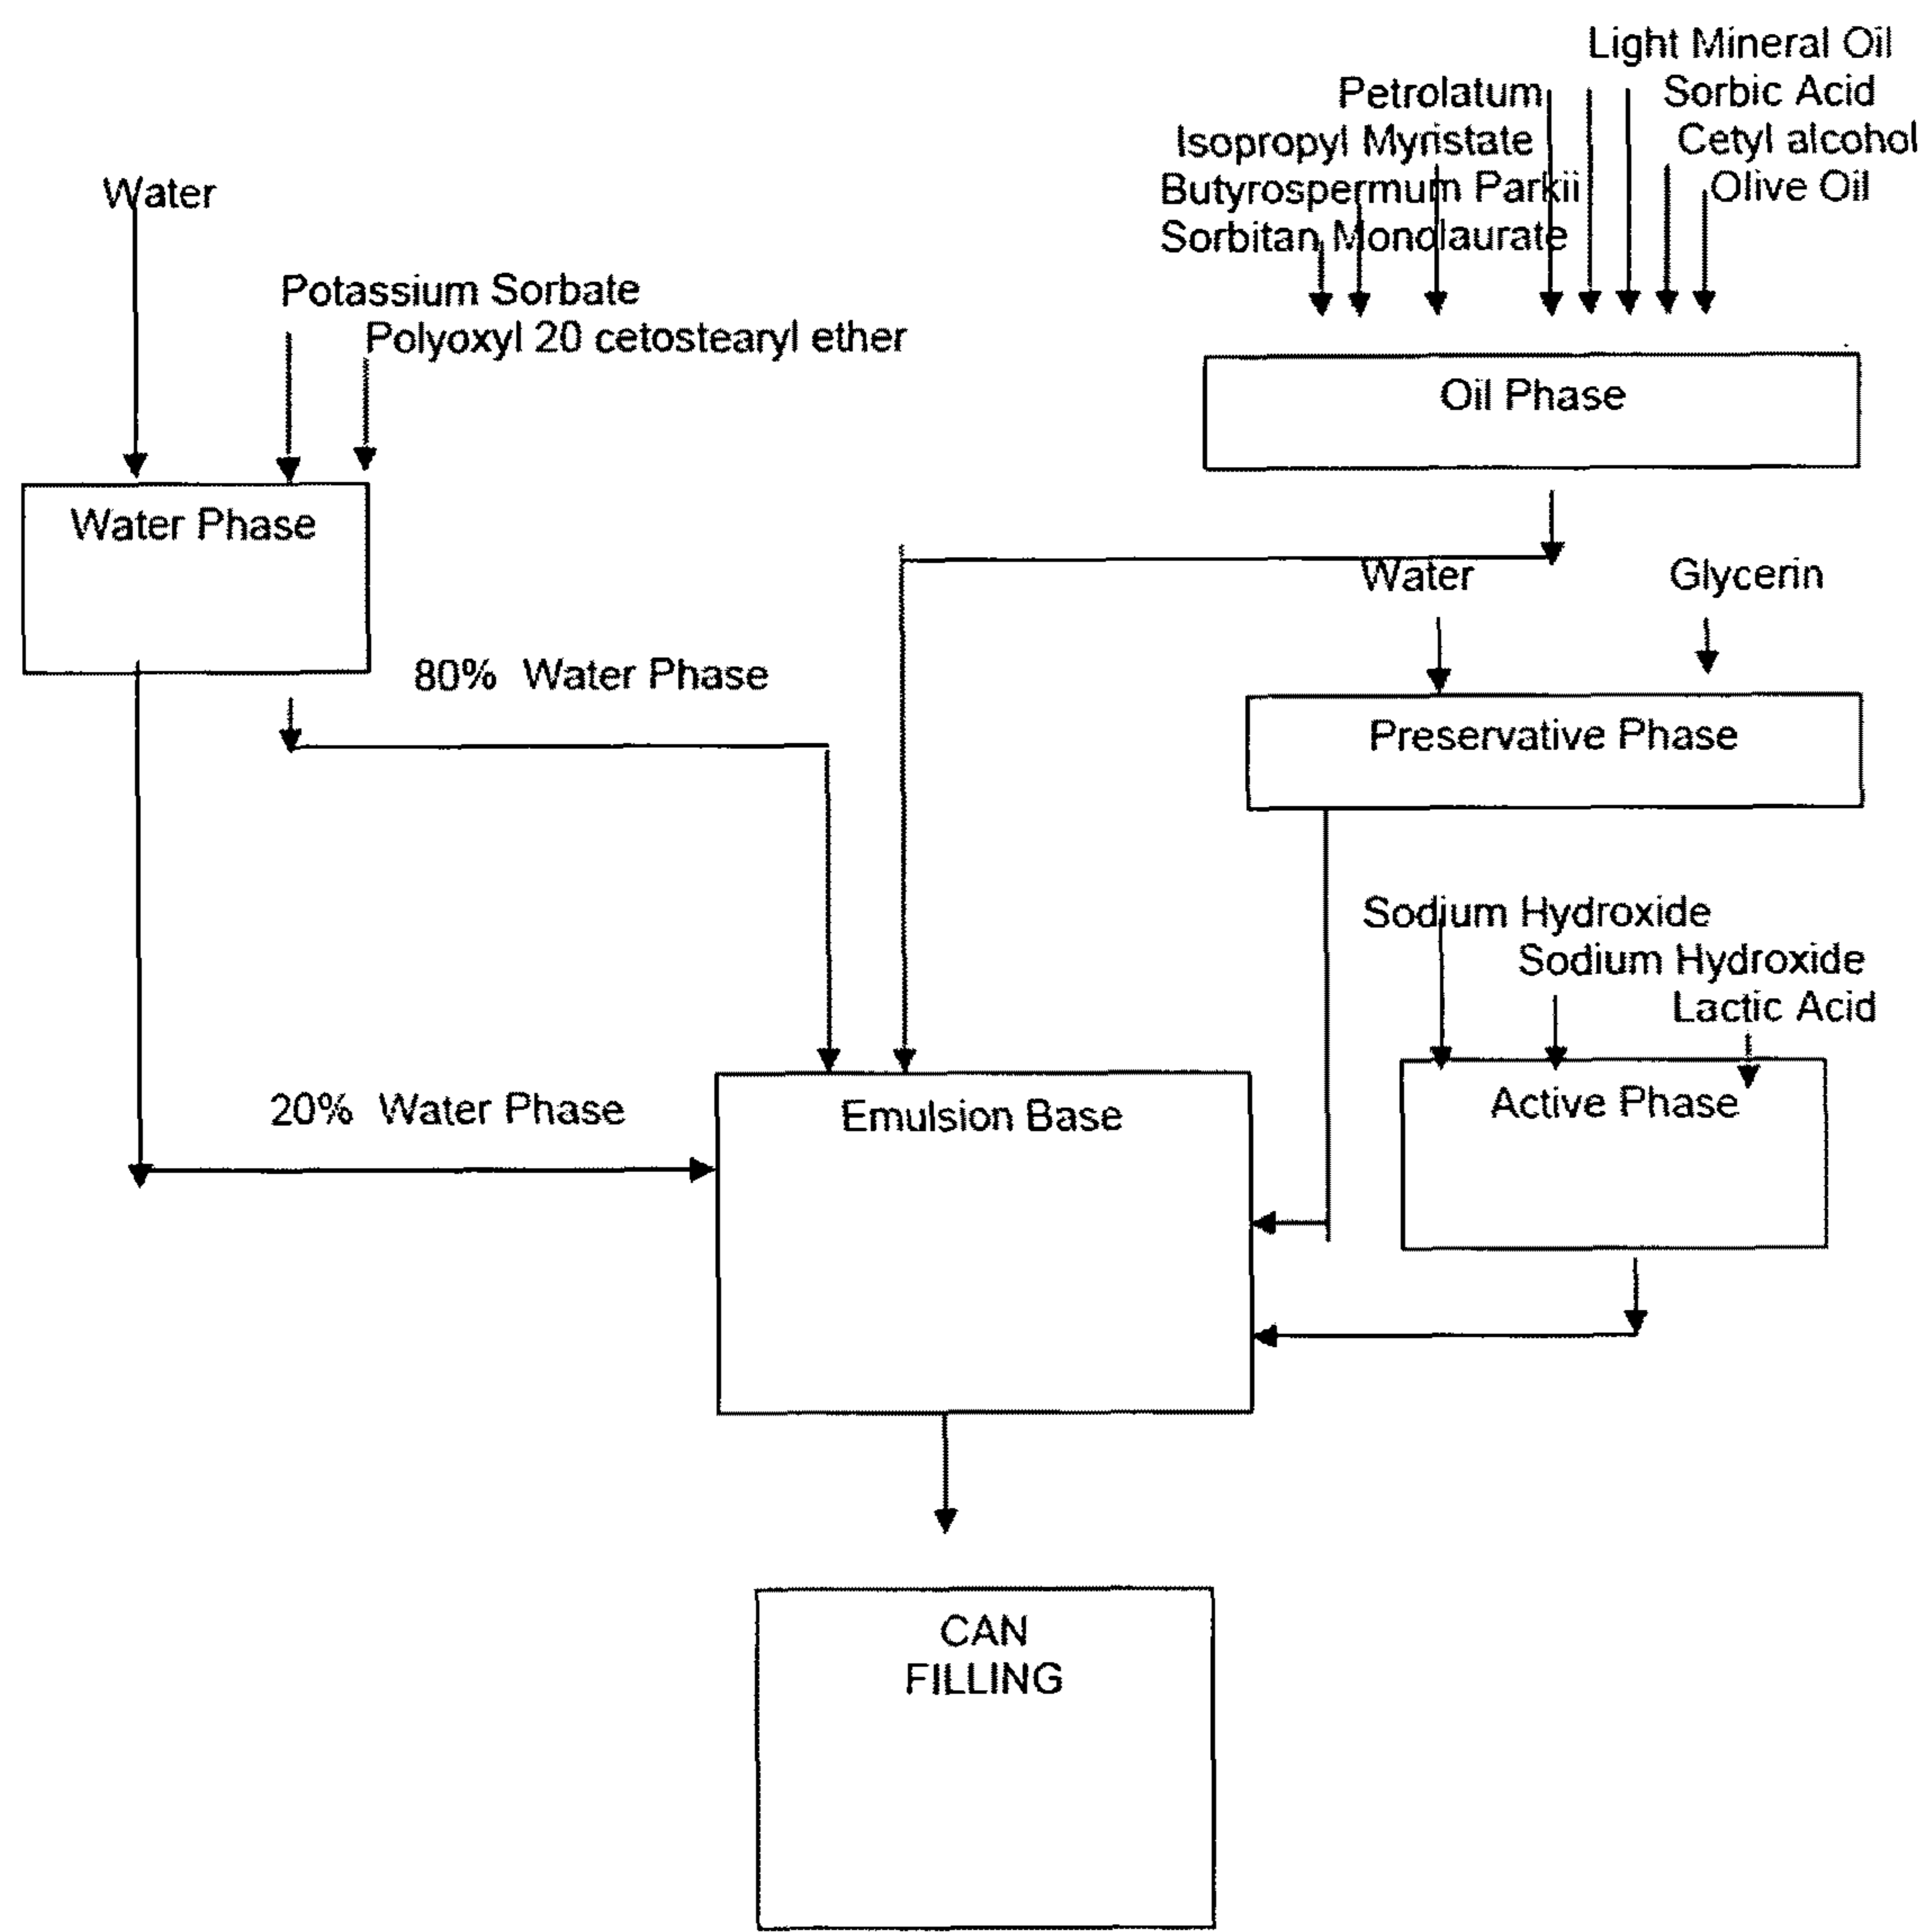 Light Mineral Oil
Petrolatum
Sorbic Acid
Isopropyl Myristate
Cetyl alcohol
Butyrospermum Parkii
Olive Oil
Sorbitan Monolaurate
Water
Potassium Sorbate
Polyoxyl 20 cetostearyl ether
Oil Phase
Water Phase
Water
Glycerin
80% Water Phase
Preservative Phase
Sodium Hydroxide
Sodium Hydroxide
Lactic Acid
Active Phase
20% Water Phase
Emulsion Base
CAN
FILLING